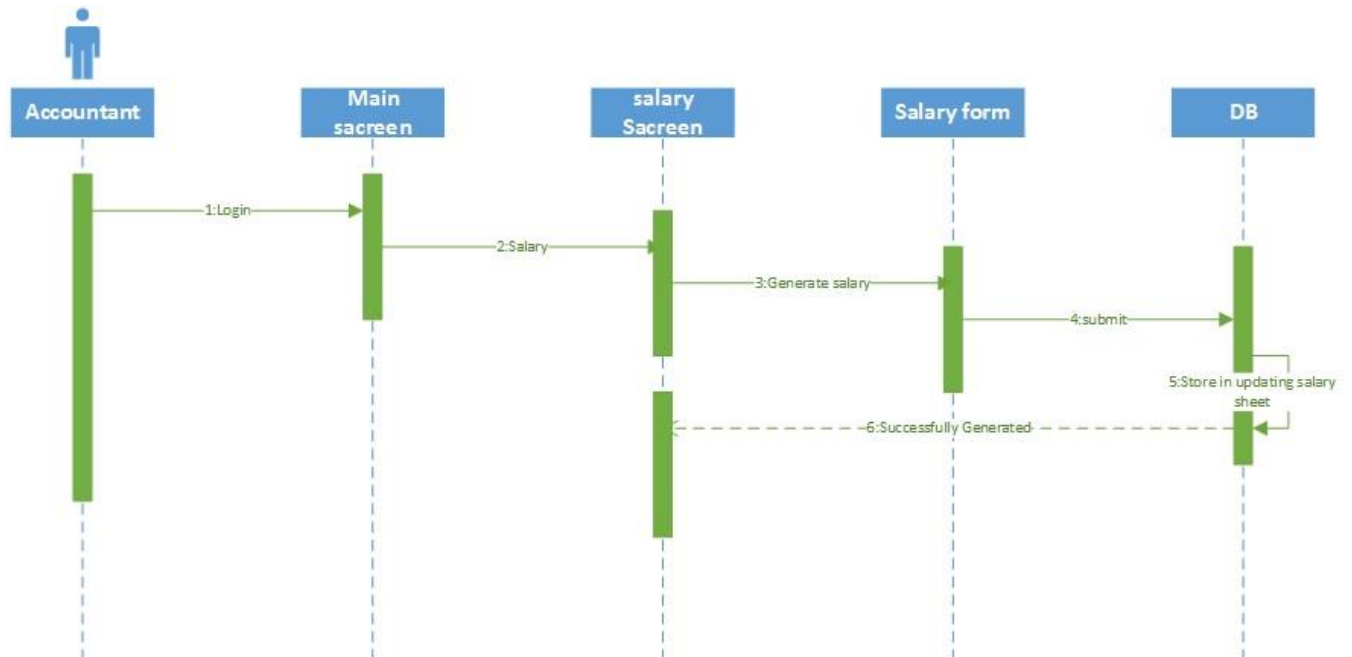 Accountant
Main
sacreen
salary
Sacreen
Salary form
DB
1:Login
2:Salary
3:Generate salary
4:submit
5:Store in updating salary
sheet
6:Successfully Generated